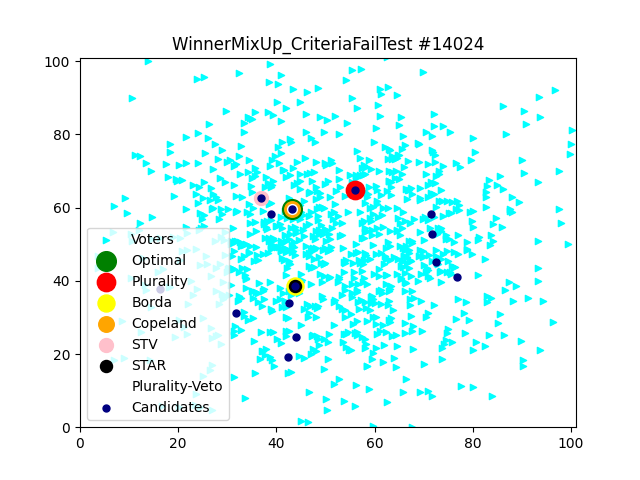 WinnerMixUp_CriteriaFailTest #14024
100
80
60
40
20
0
Voters
Optimal
Plurality
Borda
Copeland
STV
STAR
Plurality-Veto
Candidates
0 20 40 60 80 100